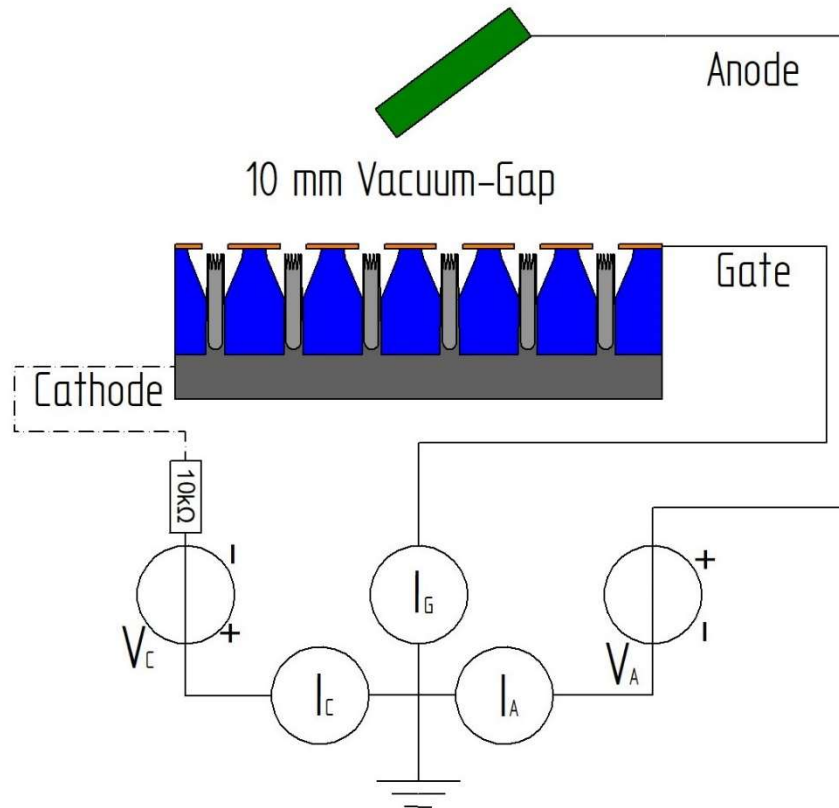 Anode
10 mm Vacuum-Gap
Gate
Cathode
10kΩ
-
+
V_C
I_C
I_G
I_A
+
-
V_A